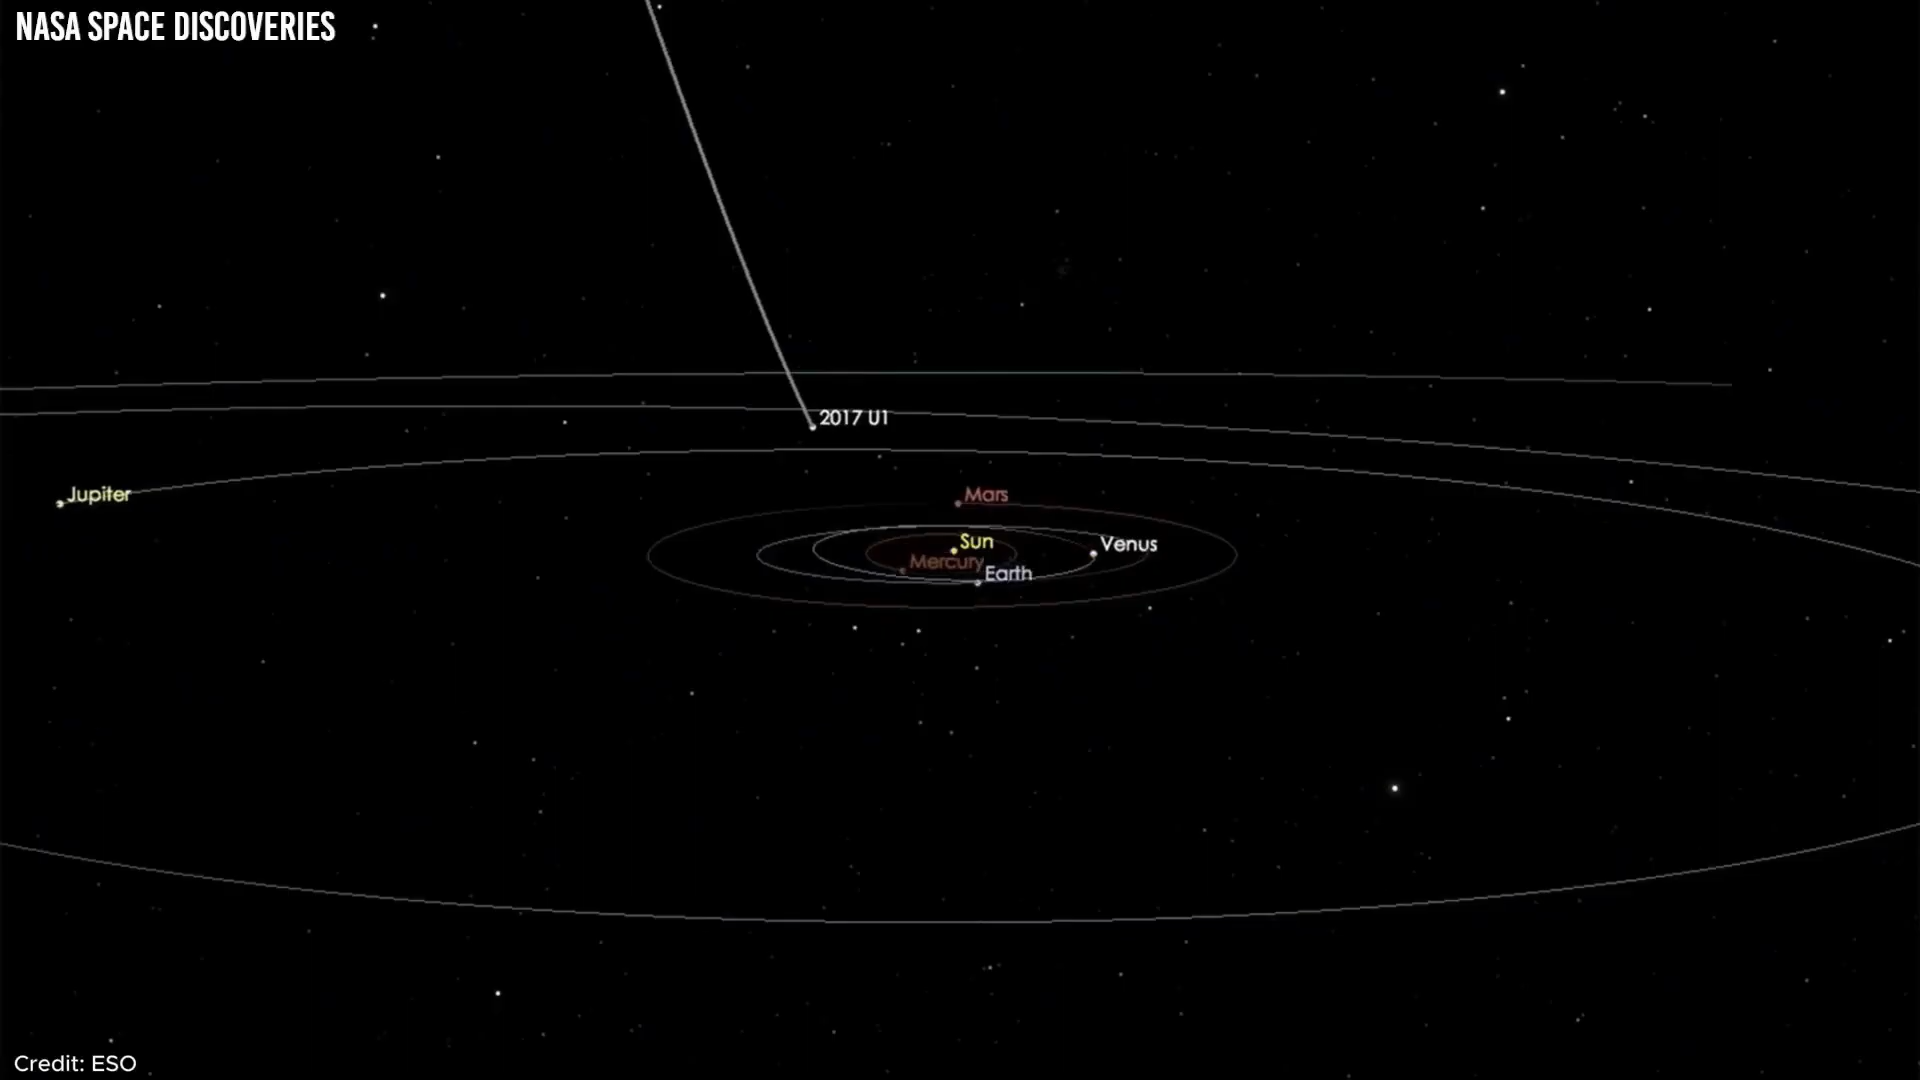 NASA SPACE DISCOVERIES
2017 U1
Jupiter
Mars
Sun
Venus
Mercury
Earth
Credit: ESO